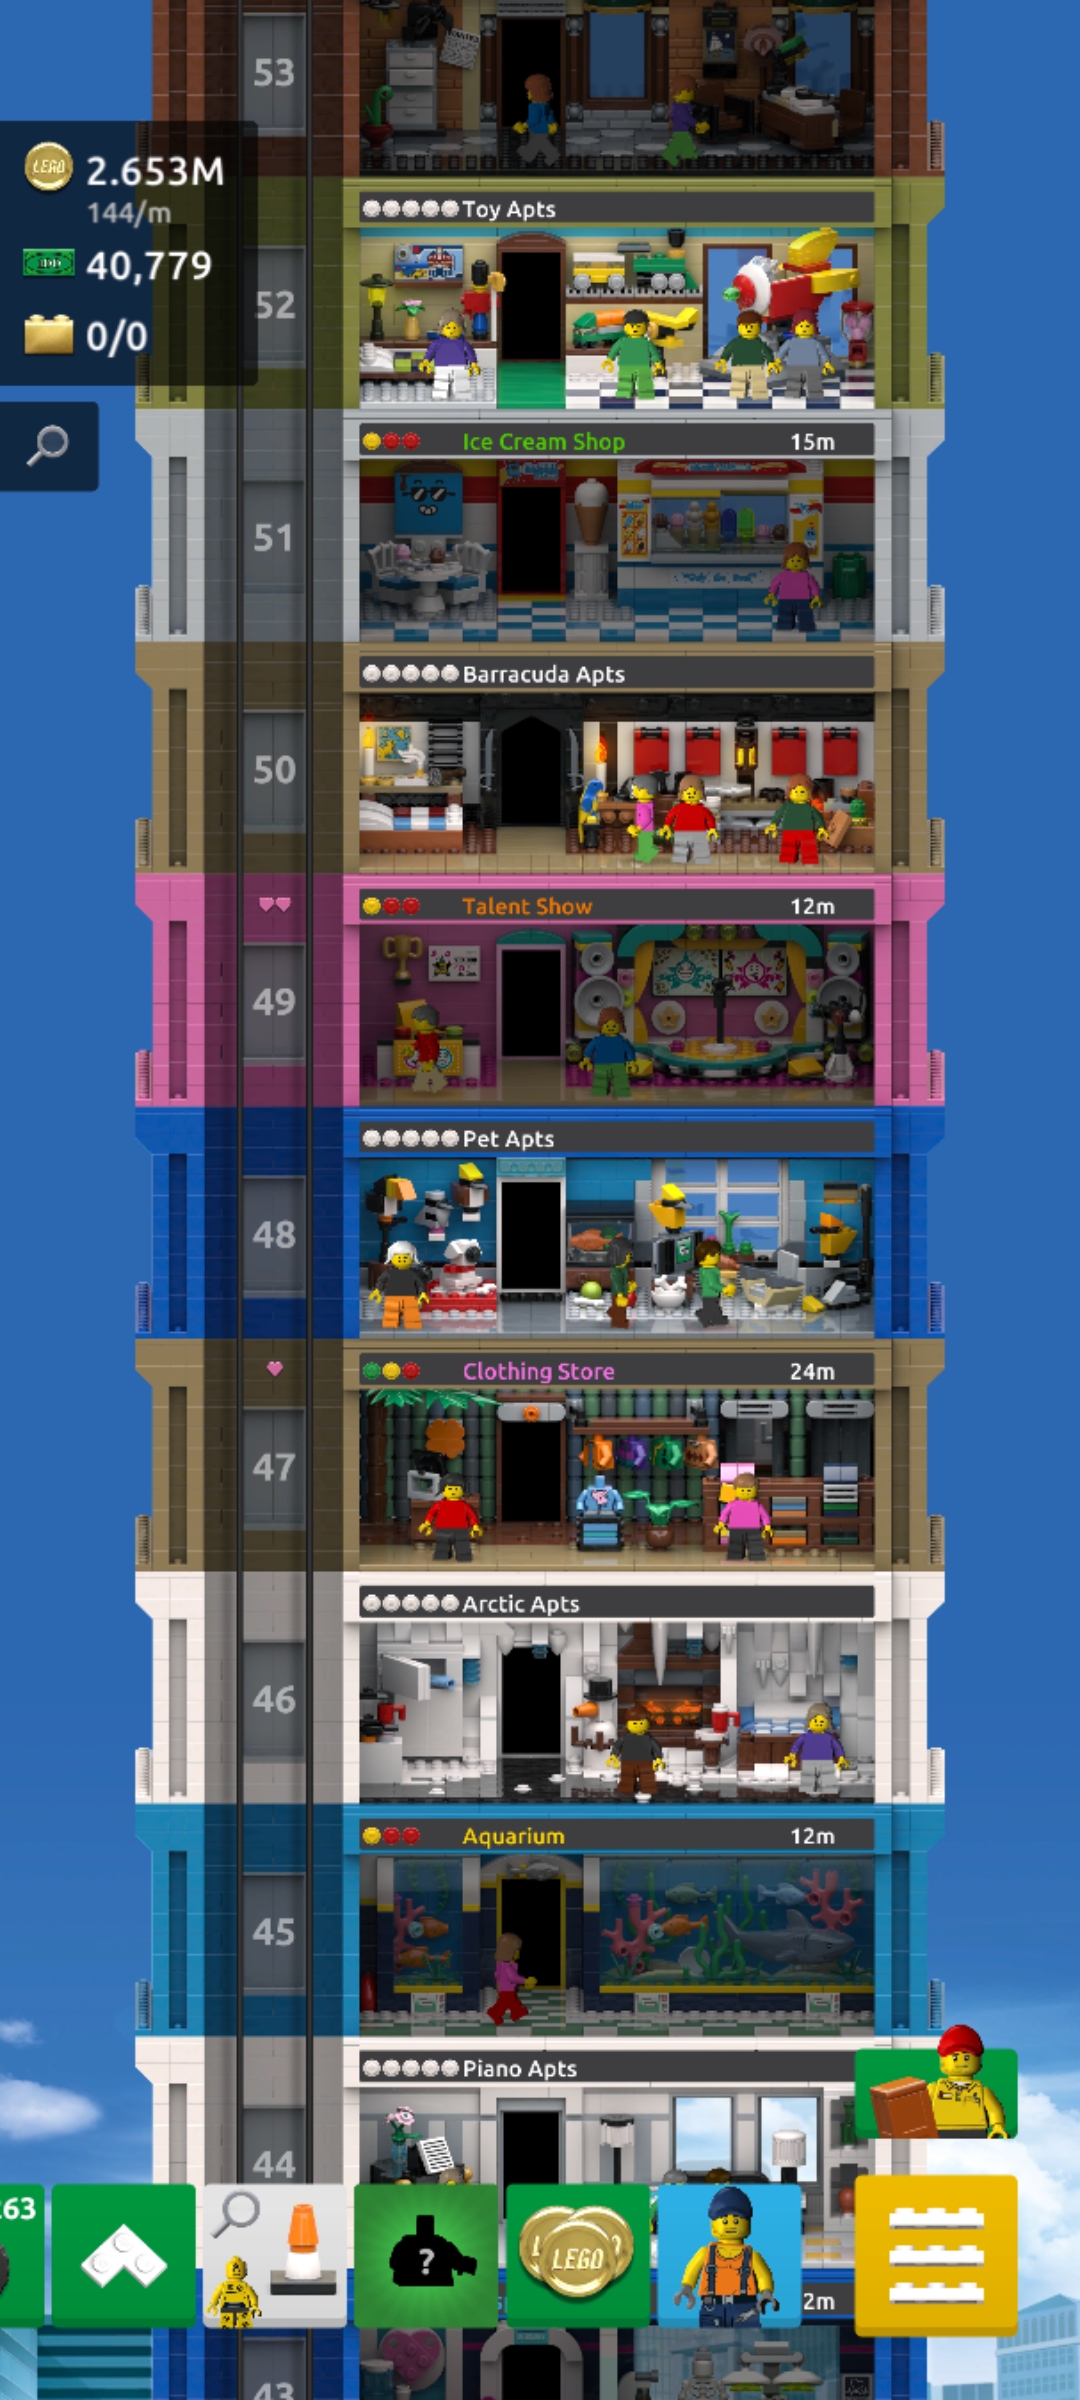 53
LEGO 2.653M
144/m
40,779
0/0
Toy Apts
52
Ice Cream Shop 15m
51
Barracuda Apts
50
Talent Show 12m
49
Pet Apts
48
Clothing Store 24m
47
Arctic Apts
46
Aquarium 12m
45
Piano Apts
44
263
?
LEGO
2m
43